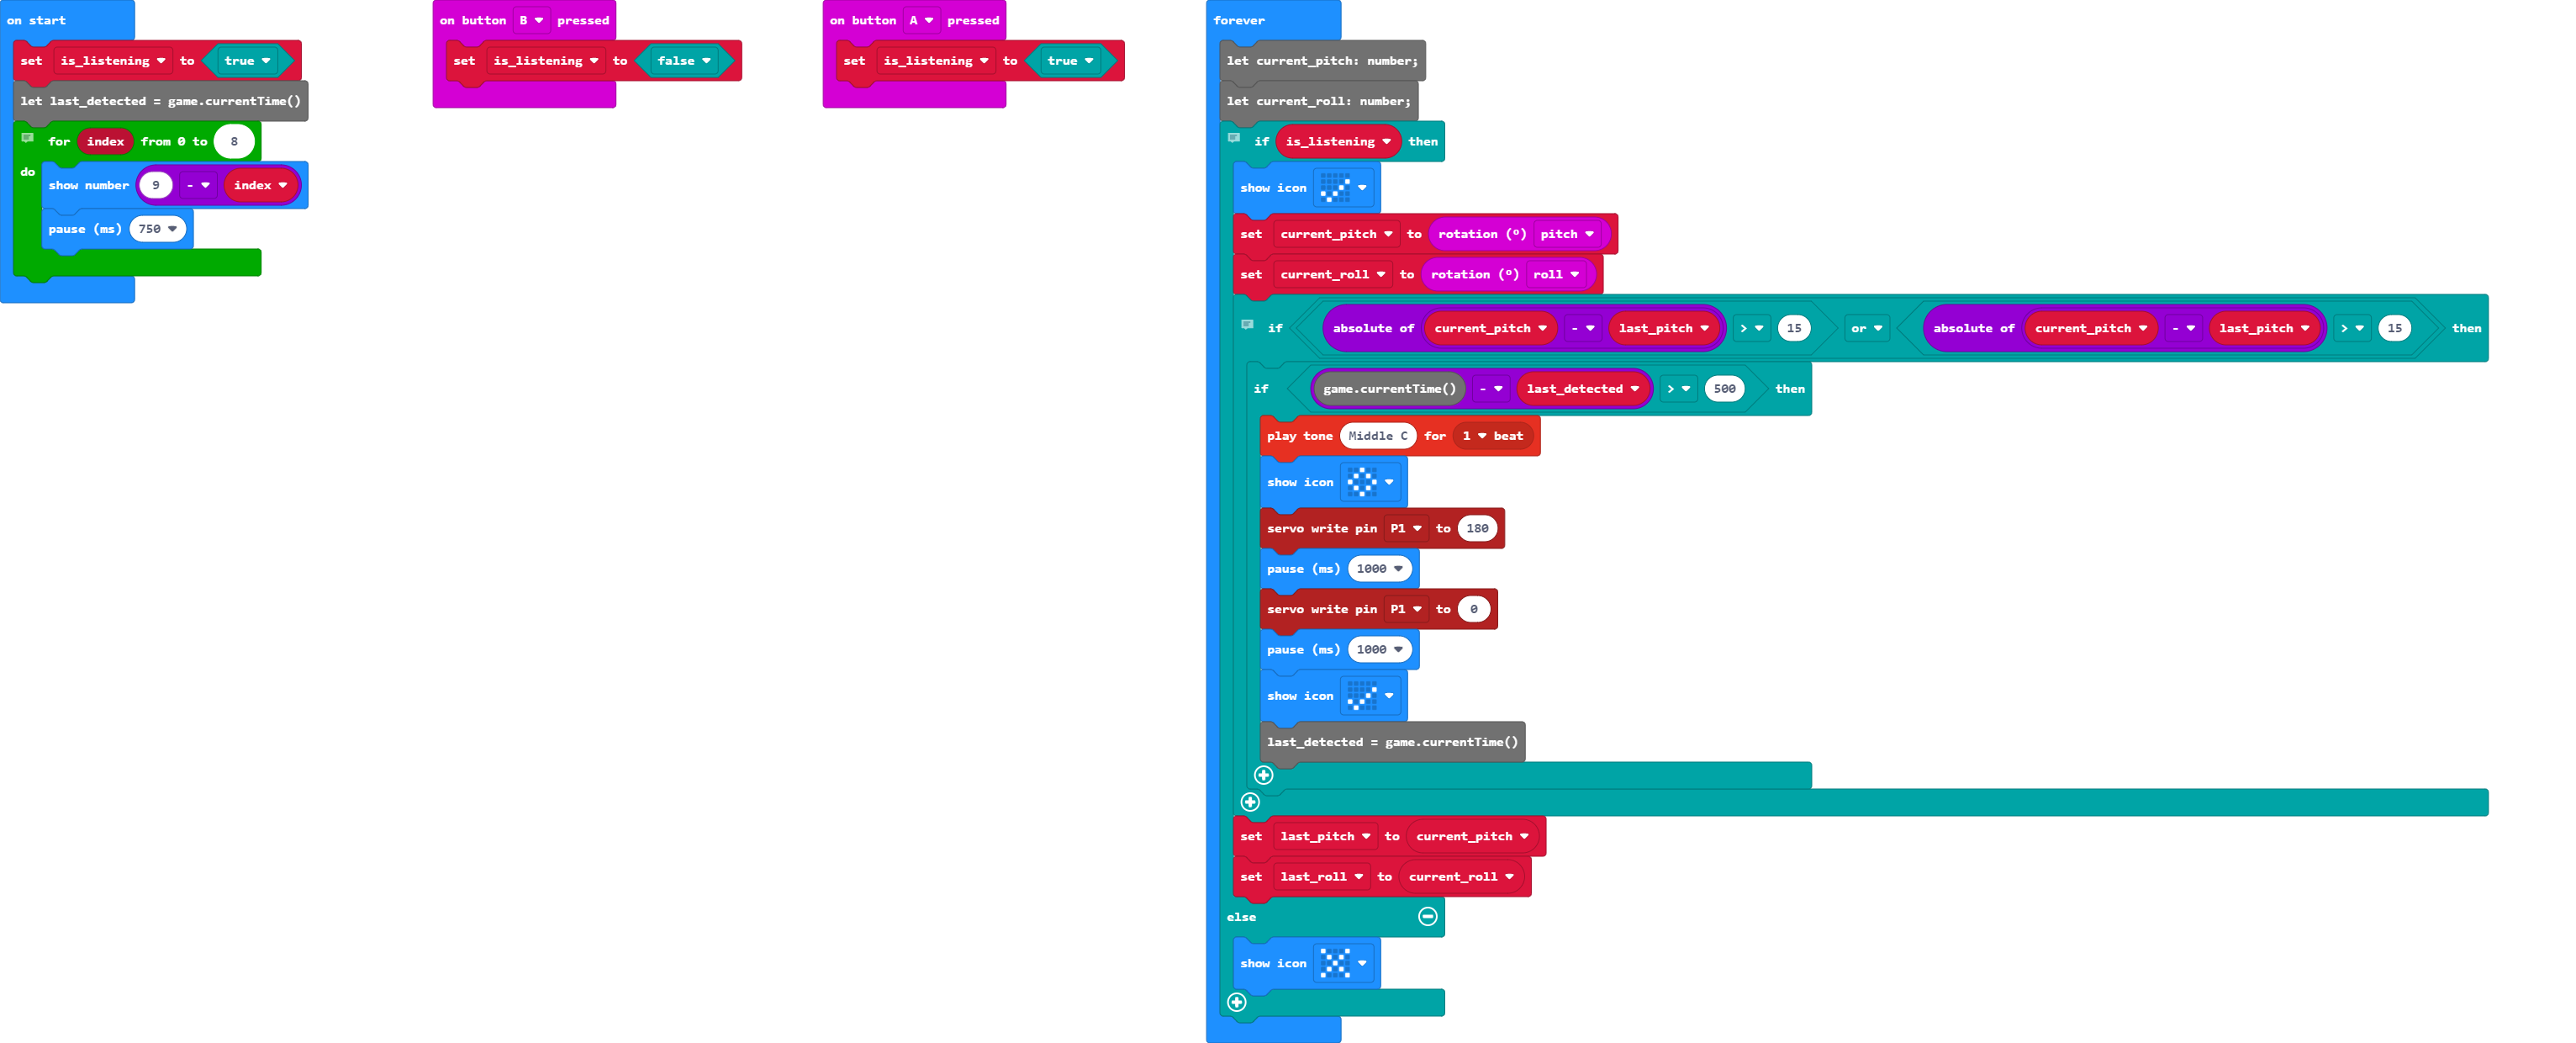 on start
set is_listening to true
let last_detected = game.currentTime()
for index from 0 to 8
do
show number 9 - index
pause (ms) 750
on button B pressed
set is_listening to false
on button A pressed
set is_listening to true
forever
let current_pitch: number;
let current_roll: number;
if is_listening then
show icon
set current_pitch to rotation (º) pitch
set current_roll to rotation (º) roll
if absolute of current_pitch - last_pitch > 15 or absolute of current_pitch - last_pitch > 15 then
if game.currentTime() - last_detected > 500 then
play tone Middle C for 1 beat
show icon
servo write pin P1 to 180
pause (ms) 1000
servo write pin P1 to 0
pause (ms) 1000
show icon
last_detected = game.currentTime()
set last_pitch to current_pitch
set last_roll to current_roll
else
show icon